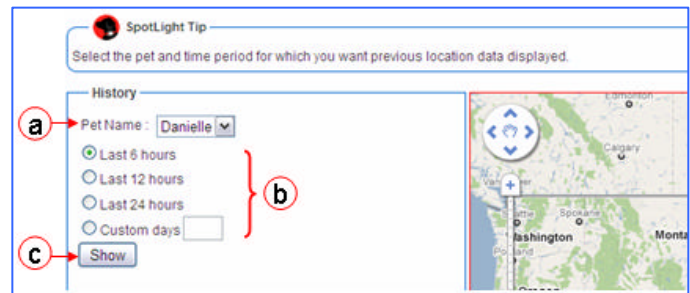 SpotLight Tip
Select the pet and time period for which you want previous location data displayed.
History
a
Pet Name : Danielle
Last 6 hours
Last 12 hours
b
Last 24 hours
Custom days
c
Show
Edmonton
Calgary
Spokane
Washington
Monta